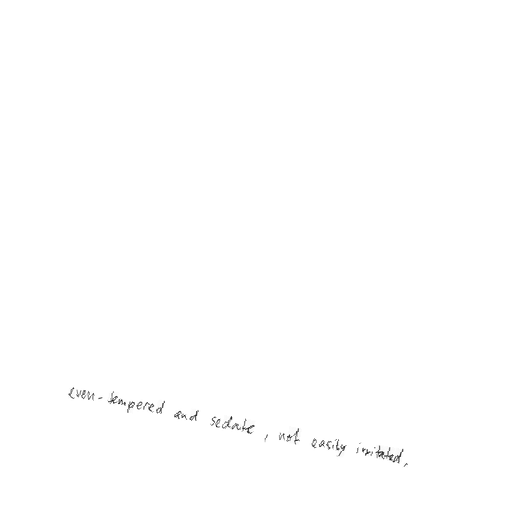 even-tempered and sedate, not easily irritated,